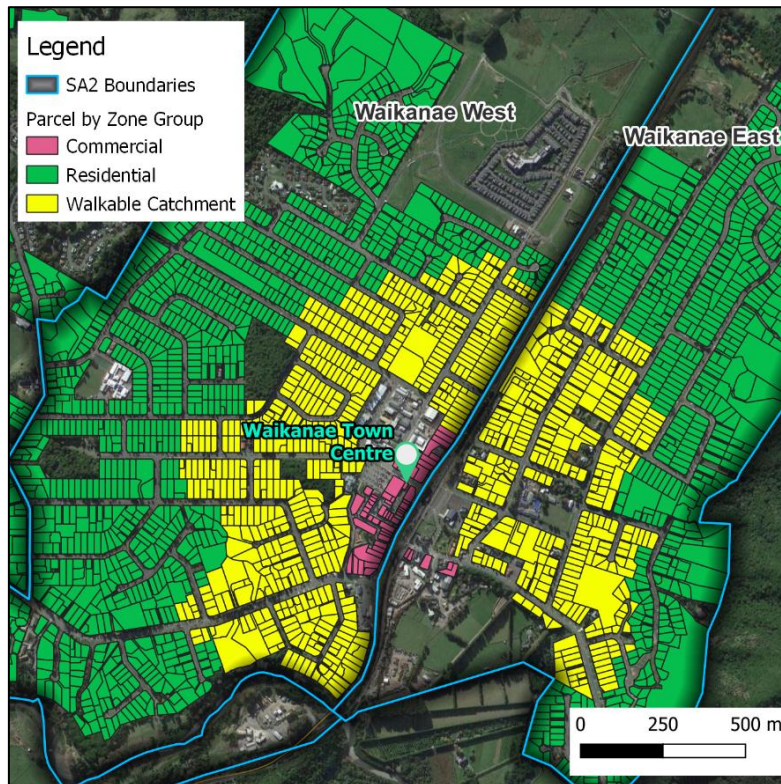 Legend
SA2 Boundaries
Parcel by Zone Group
Commercial
Residential
Walkable Catchment
Waikanae West
Waikanae East
Waikanae Town
Centre
0 250 500 m